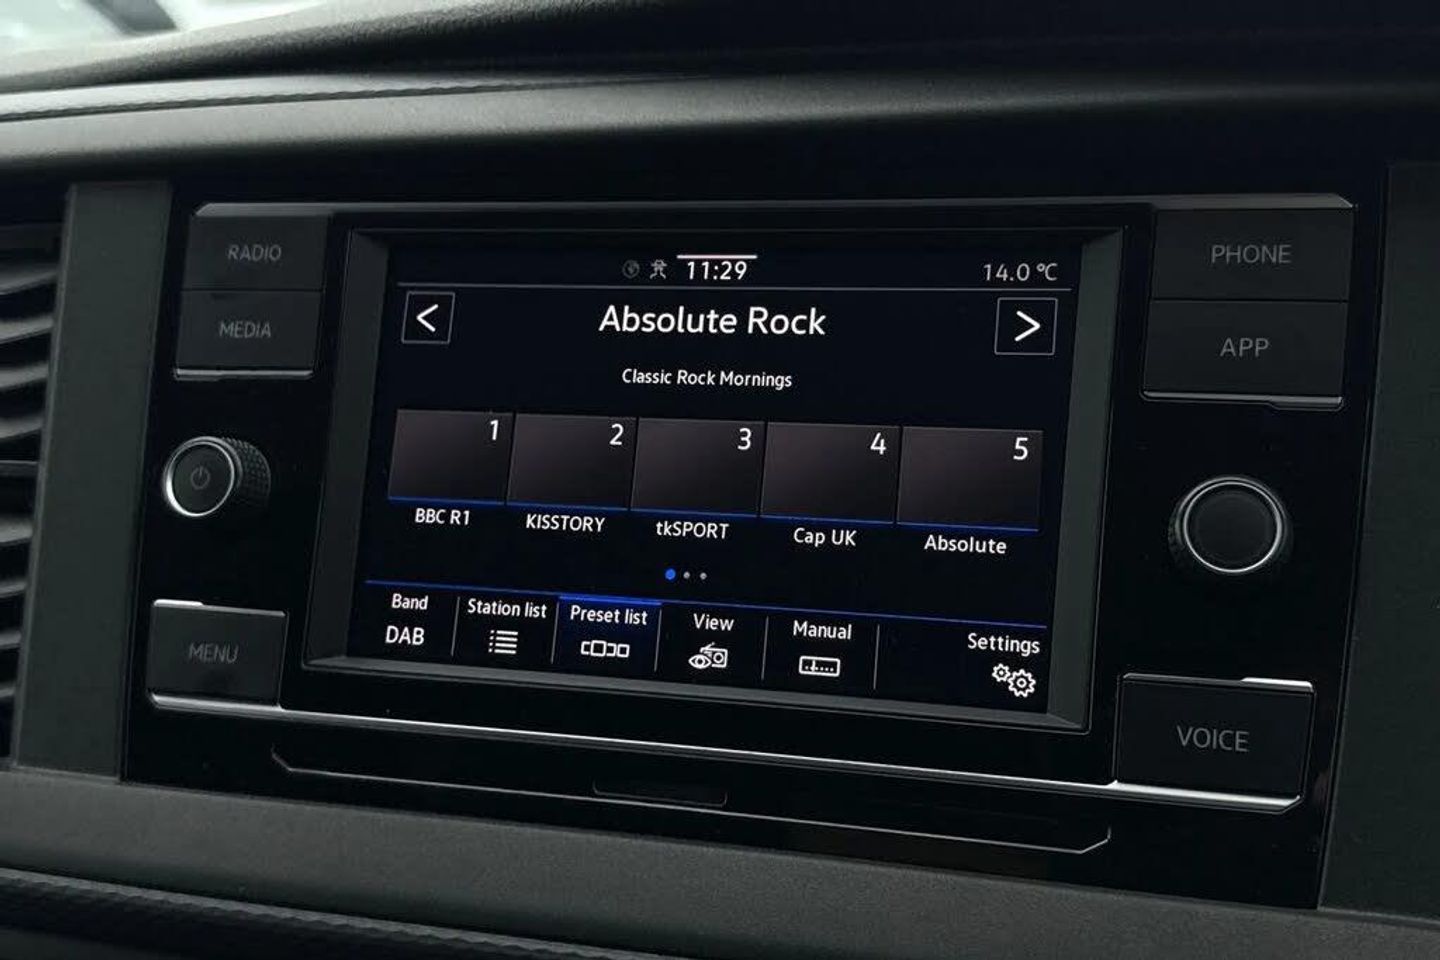 RADIO
MEDIA
MENU
11:29
14.0 °C
<
Absolute Rock
>
Classic Rock Mornings
1 2 3 4 5
BBC R1 KISSTORY tkSPORT Cap UK Absolute
Band Station list Preset list View Manual Settings
DAB
PHONE
APP
VOICE